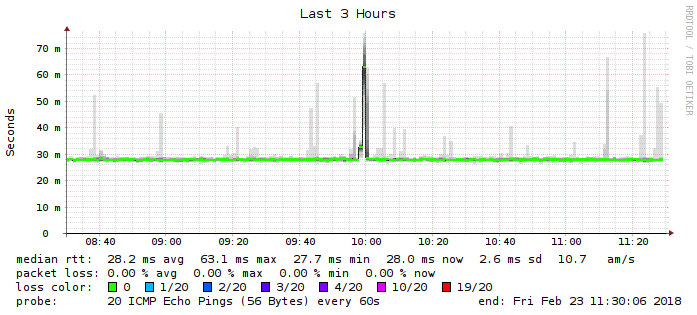 Last 3 Hours
RRDTOOL / TOBI OETIKER
Seconds
70 m
60 m
50 m
40 m
30 m
20 m
10 m
0
08:40 09:00 09:20 09:40 10:00 10:20 10:40 11:00 11:20
median rtt: 28.2 ms avg 63.1 ms max 27.7 ms min 28.0 ms now 2.6 ms sd 10.7 am/s
packet loss: 0.00 % avg 0.00 % max 0.00 % min 0.00 % now
loss color: 0 1/20 2/20 3/20 4/20 10/20 19/20
probe: 20 ICMP Echo Pings (56 Bytes) every 60s end: Fri Feb 23 11:30:06 2018